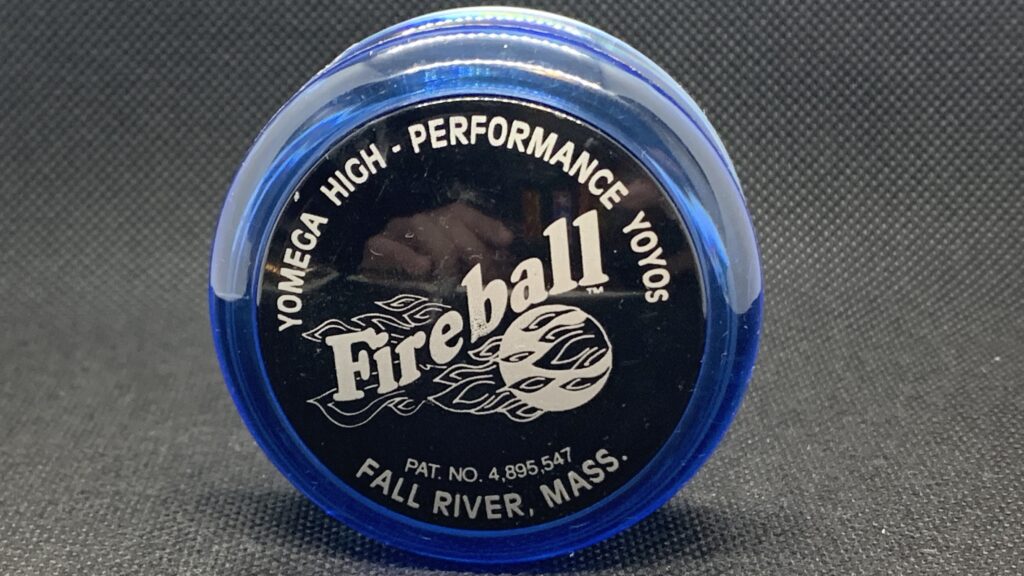 YOMEGA HIGH - PERFORMANCE YOYOS
Fireball™
PAT. NO. 4,895,547
FALL RIVER, MASS.